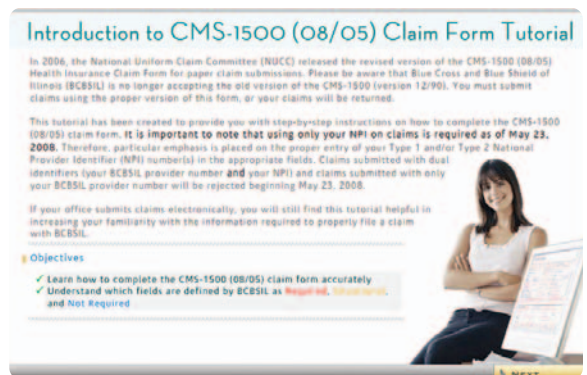 Introduction to CMS-1500 (08/05) Claim Form Tutorial
In 2006, the National Uniform Claim Committee (NUCC) released the revised version of the CMS-1500 (08/05)
Health Insurance Claim Form for paper claim submissions. Please be aware that Blue Cross and Blue Shield of
Illinois (BCBSIL) is no longer accepting the old version of the CMS-1500 (version 12/90). You must submit
claims using the proper version of this form, or your claims will be returned.
This tutorial has been created to provide you with step-by-step instructions on how to complete the CMS-1500
(08/05) claim form. It is important to note that using only your NPI on claims is required as of May 23,
2008. Therefore, particular emphasis is placed on the proper entry of your Type 1 and/or Type 2 National
Provider Identifier (NPI) number(s) in the appropriate fields. Claims submitted with dual
identifiers (your BCBSIL provider number and your NPI) and claims submitted with only
your BCBSIL provider number will be rejected beginning May 23, 2008.
If your office submits claims electronically, you will still find this tutorial helpful in
increasing your familiarity with the information required to properly file a claim
with BCBSIL.
Objectives
✓ Learn how to complete the CMS-1500 (08/05) claim form accurately
✓ Understand which fields are defined by BCBSIL as Required,
and Not Required
NEXT